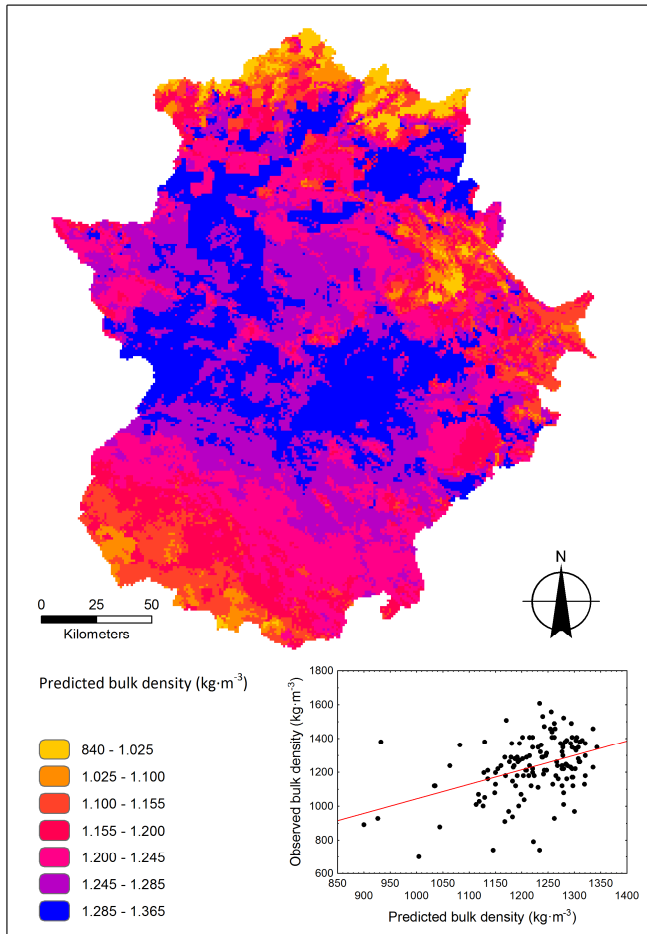 N
0 25 50
Kilometers
Predicted bulk density (kg·m-3)
840 - 1.025
1.025 - 1.100
1.100 - 1.155
1.155 - 1.200
1.200 - 1.245
1.245 - 1.285
1.285 - 1.365
Observed bulk density (kg·m-3)
1800
1600
1400
1200
1000
800
600
850 950 1050 1150 1250 1350
900 1000 1100 1200 1300 1400
Predicted bulk density (kg·m-3)